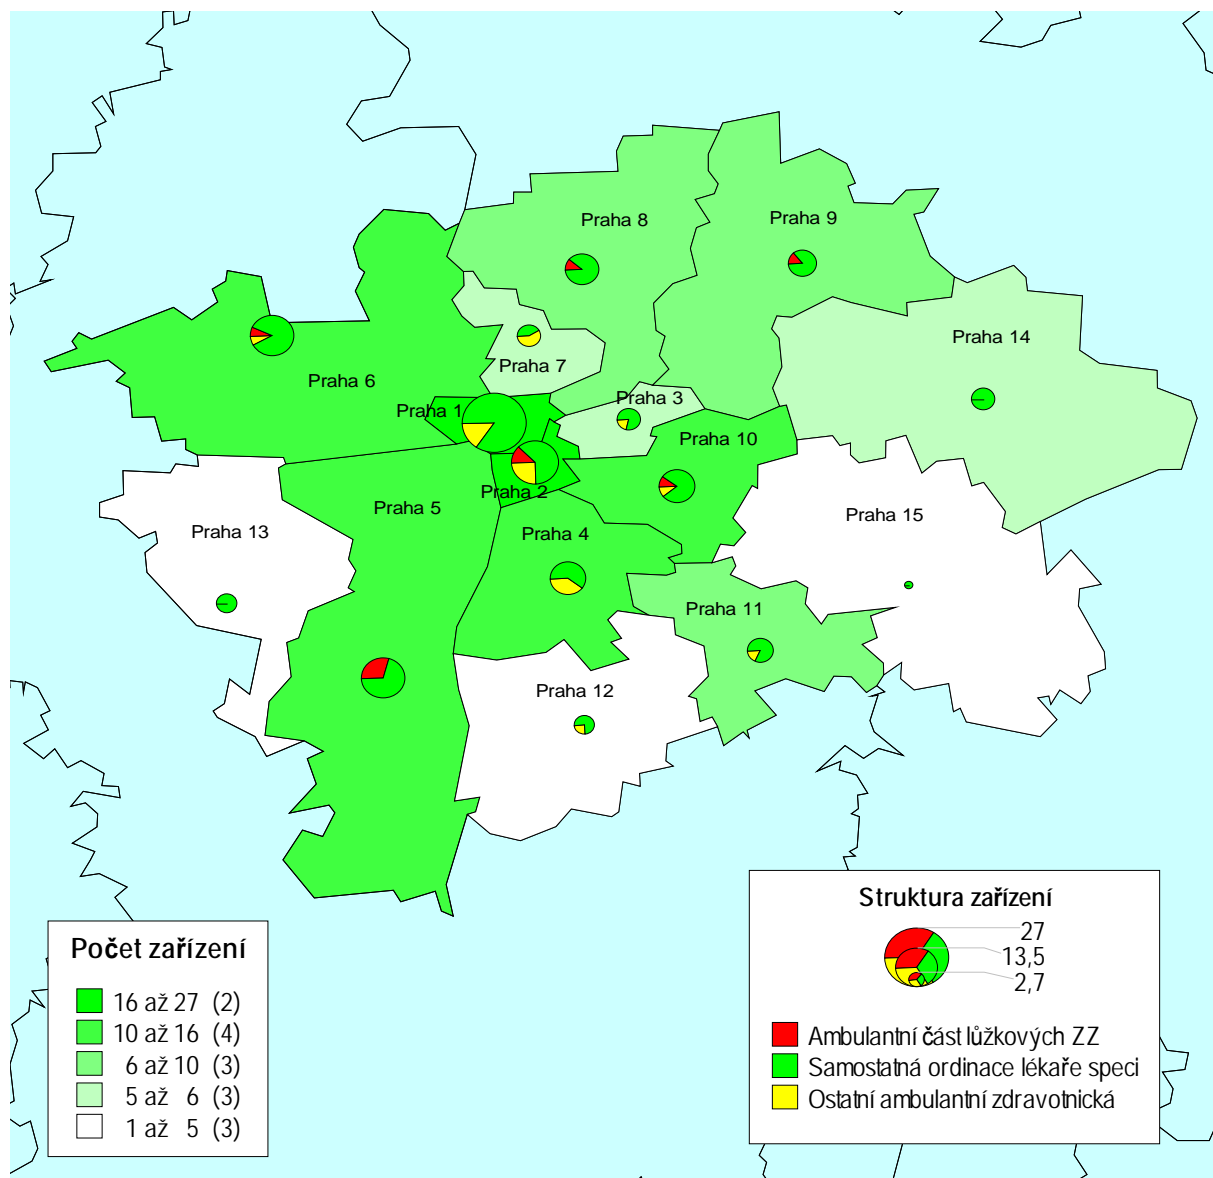 Praha 8
Praha 9
Praha 14
Praha 7
Praha 6
Praha 3
Praha 1
Praha 10
Praha 2
Praha 5
Praha 15
Praha 13
Praha 4
Praha 11
Praha 12
Počet zařízení
16 až 27 (2)
10 až 16 (4)
6 až 10 (3)
5 až 6 (3)
1 až 5 (3)
Struktura zařízení
27
13,5
2,7
Ambulantní část lůžkových ZZ
Samostatná ordinace lékaře speci
Ostatní ambulantní zdravotnická